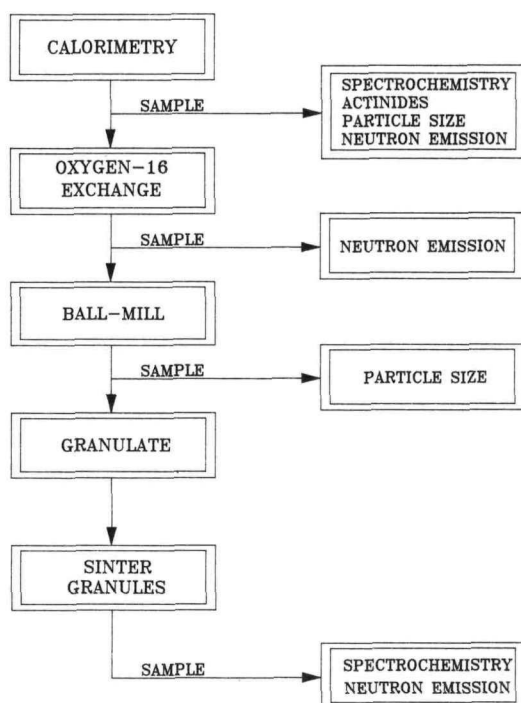 CALORIMETRY
SAMPLE
SPECTROCHEMISTRY
ACTINIDES
PARTICLE SIZE
NEUTRON EMISSION
OXYGEN-16
EXCHANGE
SAMPLE
NEUTRON EMISSION
BALL-MILL
SAMPLE
PARTICLE SIZE
GRANULATE
SINTER
GRANULES
SAMPLE
SPECTROCHEMISTRY
NEUTRON EMISSION